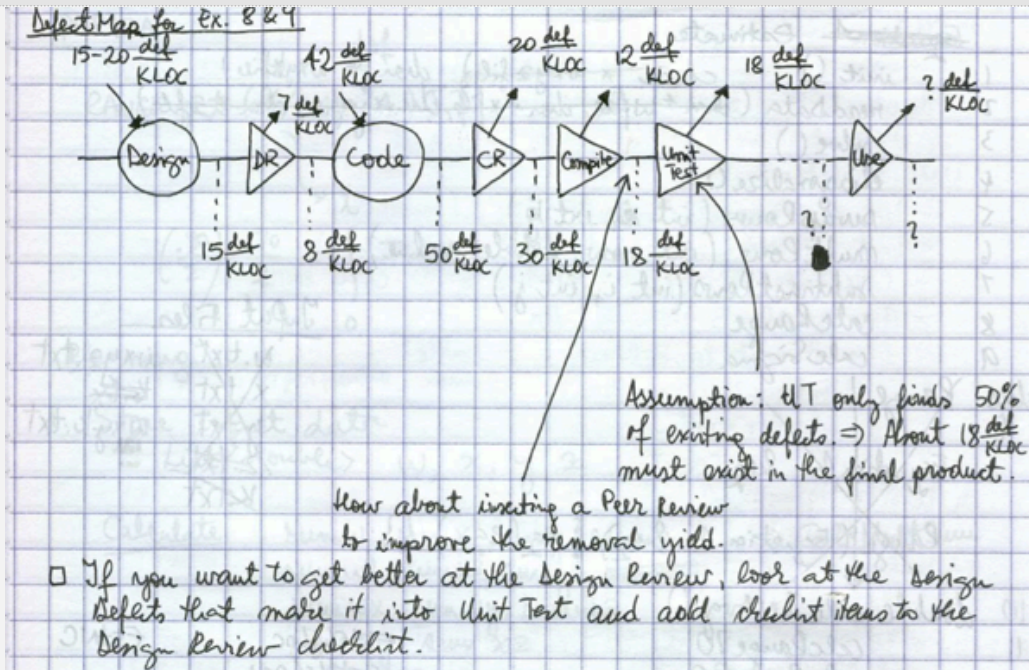 Defect Map for Ex. 8 & 9
15-20 def/KLOC
7 def/KLOC
42 def/KLOC
20 def/KLOC
12 def/KLOC
18 def/KLOC
? def/KLOC
Design
DR
Code
CR
Compile
Unit Test
Use
15 def/KLOC
8 def/KLOC
50 def/KLOC
30 def/KLOC
18 def/KLOC
?
?
Assumption: UT only finds 50%
of existing defects. ⇒ About 18 def/KLOC
must exist in the final product.
How about inserting a Peer Review
to improve the removal yield.
□ If you want to get better at the Design Review, look at the Design
Defects that make it into Unit Test and add checklist items to the
Design Review checklist.